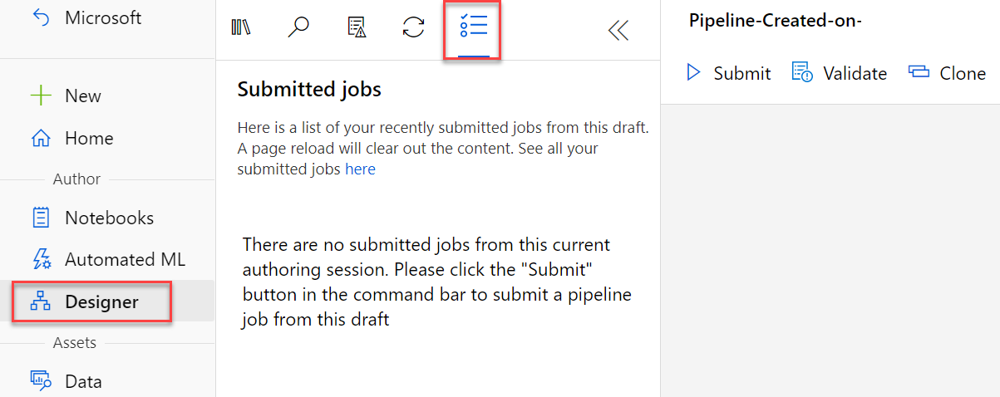 Microsoft
New
Home
Author
Notebooks
Automated ML
Designer
Assets
Data
Submitted jobs
Here is a list of your recently submitted jobs from this draft.
A page reload will clear out the content. See all your
submitted jobs here
There are no submitted jobs from this current
authoring session. Please click the "Submit"
button in the command bar to submit a pipeline
job from this draft
Pipeline-Created-on-
Submit Validate Clone